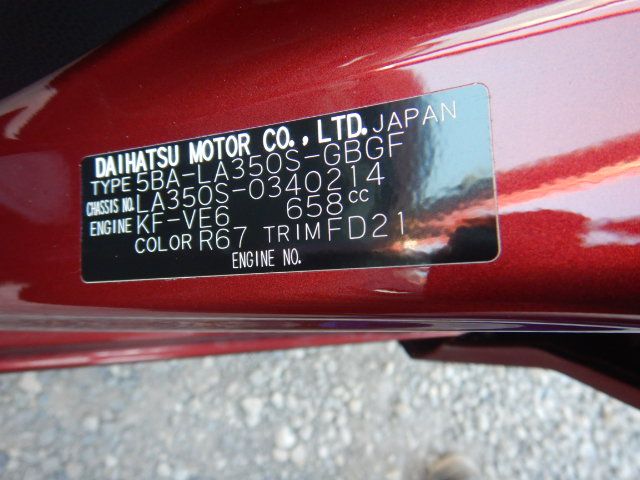 DAIHATSU MOTOR CO., LTD. JAPAN
TYPE 5BA-LA350S-GBGF
CHASSIS NO. LA350S-0340214
ENGINE KF-VE6 658cc
COLOR R67 TRIM FD21
ENGINE NO.